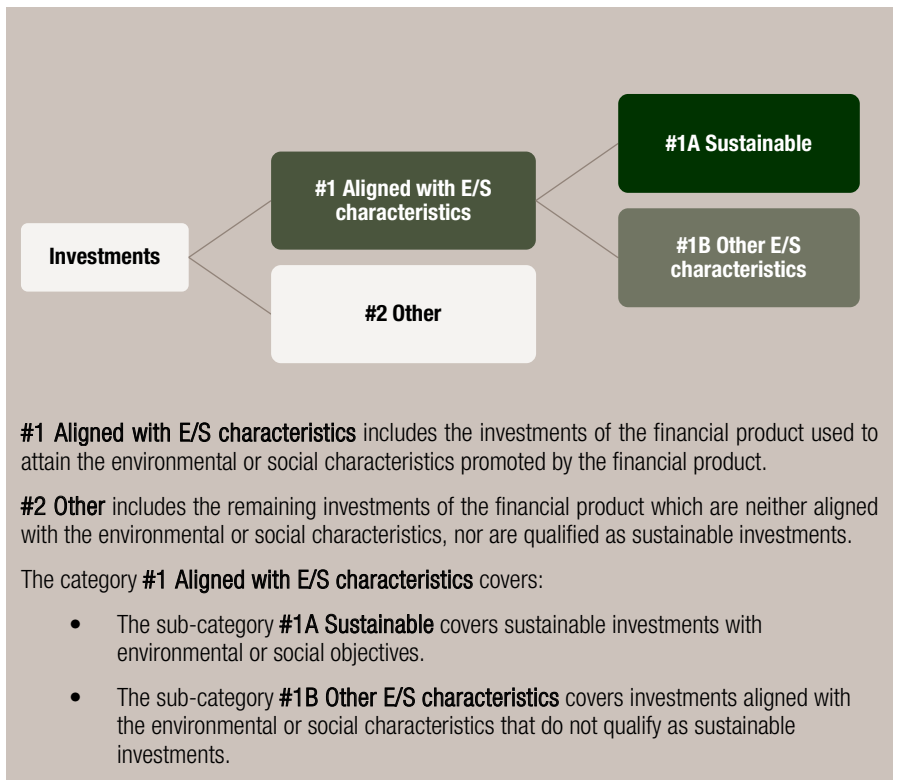 #1A Sustainable
#1 Aligned with E/S
characteristics
#1B Other E/S
characteristics
Investments
#2 Other
#1 Aligned with E/S characteristics includes the investments of the financial product used to
attain the environmental or social characteristics promoted by the financial product.
#2 Other includes the remaining investments of the financial product which are neither aligned
with the environmental or social characteristics, nor are qualified as sustainable investments.
The category #1 Aligned with E/S characteristics covers:
• The sub-category #1A Sustainable covers sustainable investments with
environmental or social objectives.
• The sub-category #1B Other E/S characteristics covers investments aligned with
the environmental or social characteristics that do not qualify as sustainable
investments.